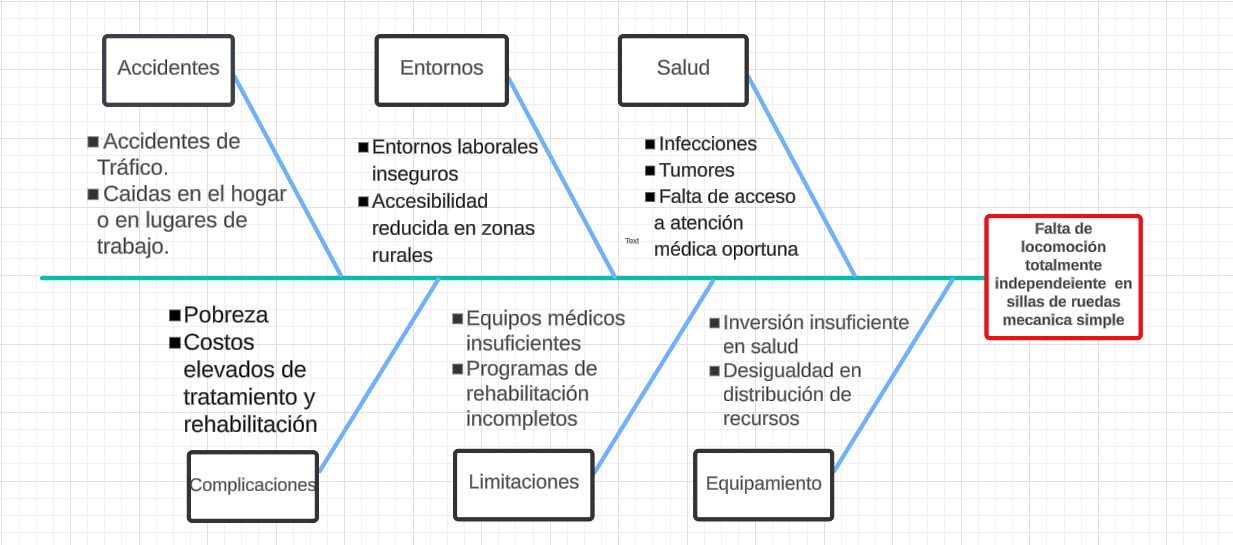 Accidentes
Entornos
Salud
■ Accidentes de
Tráfico.
■ Caidas en el hogar
o en lugares de
trabajo.
■ Entornos laborales
inseguros
■ Accesibilidad
reducida en zonas
rurales
Text
■ Infecciones
■ Tumores
■ Falta de acceso
a atención
médica oportuna
Falta de
locomoción
totalmente
independeiente en
sillas de ruedas
mecanica simple
■ Pobreza
■ Costos
elevados de
tratamiento y
rehabilitación
■ Equipos médicos
insuficientes
■ Programas de
rehabilitación
incompletos
■ Inversión insuficiente
en salud
■ Desigualdad en
distribución de
recursos
Complicaciones
Limitaciones
Equipamiento